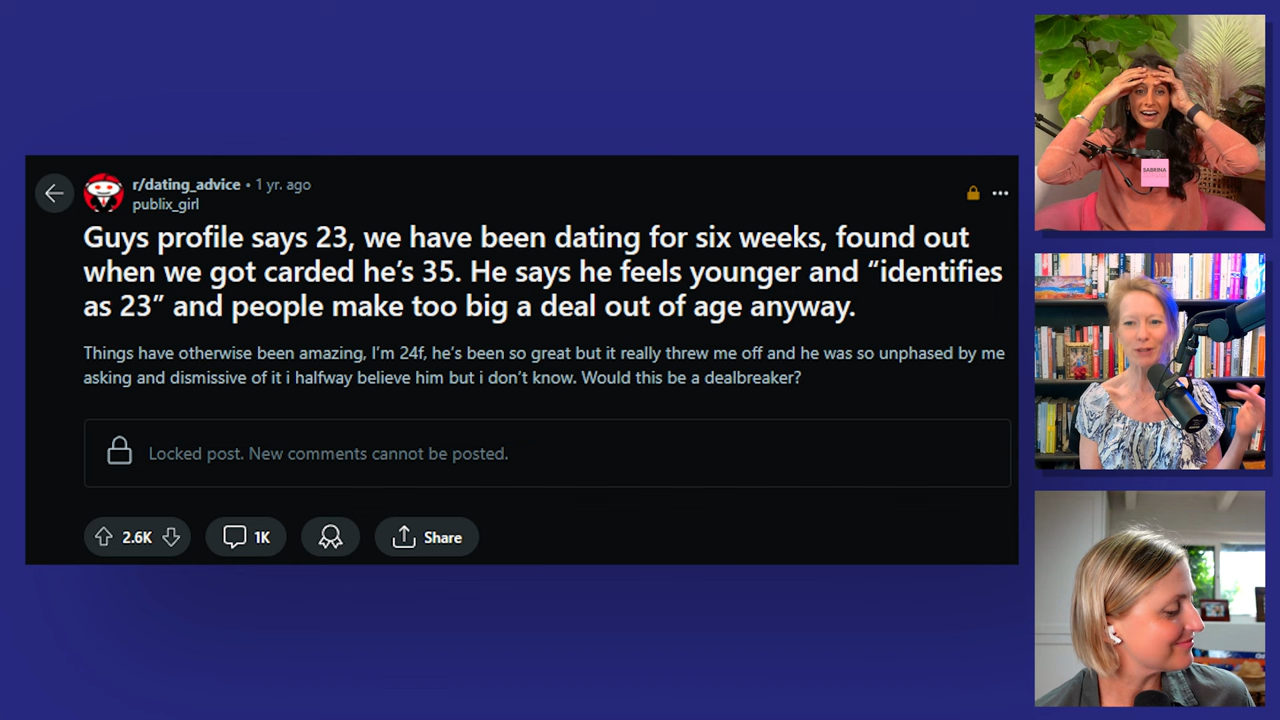 r/dating_advice • 1 yr. ago
publix_girl
Guys profile says 23, we have been dating for six weeks, found out
when we got carded he's 35. He says he feels younger and “identifies
as 23” and people make too big a deal out of age anyway.
Things have otherwise been amazing, I'm 24f, he's been so great but it really threw me off and he was so unphased by me
asking and dismissive of it i halfway believe him but i don't know. Would this be a dealbreaker?
Locked post. New comments cannot be posted.
2.6K
1K
Share
SABRINA